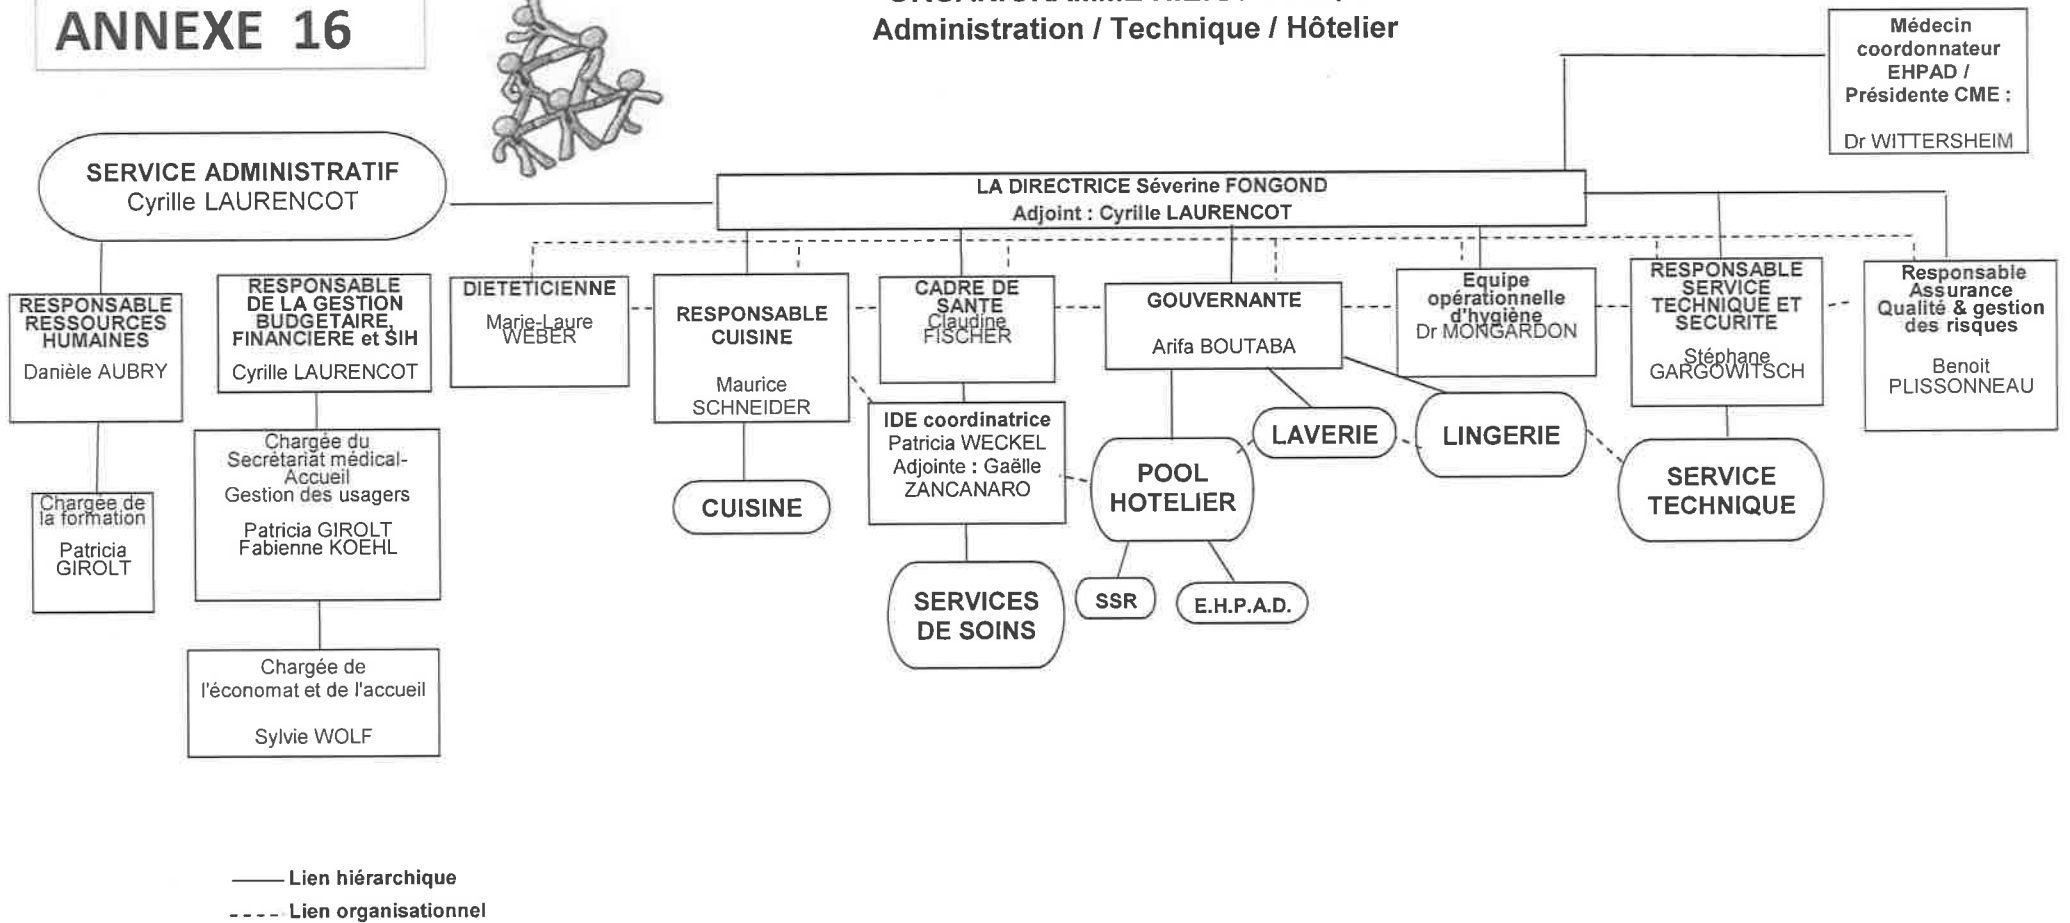 ANNEXE 16
Administration / Technique / Hôtelier
Médecin
coordonnateur
EHPAD /
Présidente CME :
Dr WITTERSHEIM
SERVICE ADMINISTRATIF
Cyrille LAURENCOT
LA DIRECTRICE Séverine FONGOND
Adjoint : Cyrille LAURENCOT
RESPONSABLE
RESSOURCES
HUMAINES
Danièle AUBRY
RESPONSABLE
DE LA GESTION
BUDGETAIRE,
FINANCIERE et SIH
Cyrille LAURENCOT
DIETETICIENNE
Marie-Laure
WEBER
RESPONSABLE
CUISINE
Maurice
SCHNEIDER
CADRE DE
SANTE
Claudine
FISCHER
GOUVERNANTE
Arifa BOUTABA
Equipe
opérationnelle
d'hygiène
Dr MONGARDON
RESPONSABLE
SERVICE
TECHNIQUE ET
SECURITE
Stéphane
GARGOWITSCH
Responsable
Assurance
Qualité & gestion
des risques
Benoit
PLISSONNEAU
Chargée de
la formation
Patricia
GIROLT
Chargée du
Secrétariat médical-
Accueil
Gestion des usagers
Patricia GIROLT
Fabienne KOEHL
CUISINE
IDE coordinatrice
Patricia WECKEL
Adjointe : Gaëlle
ZANCANARO
POOL
HOTELIER
LAVERIE
LINGERIE
SERVICE
TECHNIQUE
SERVICES
DE SOINS
SSR
E.H.P.A.D.
Chargée de
l'économat et de l'accueil
Sylvie WOLF
Lien hiérarchique
Lien organisationnel